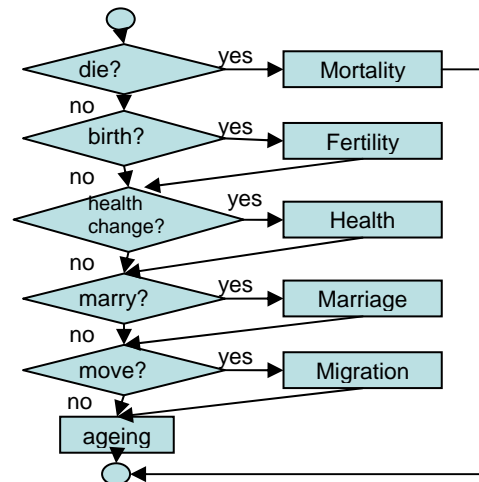 die?
yes
Mortality
no
birth?
yes
Fertility
no
health
change?
yes
Health
no
marry?
yes
Marriage
no
move?
yes
Migration
no
ageing